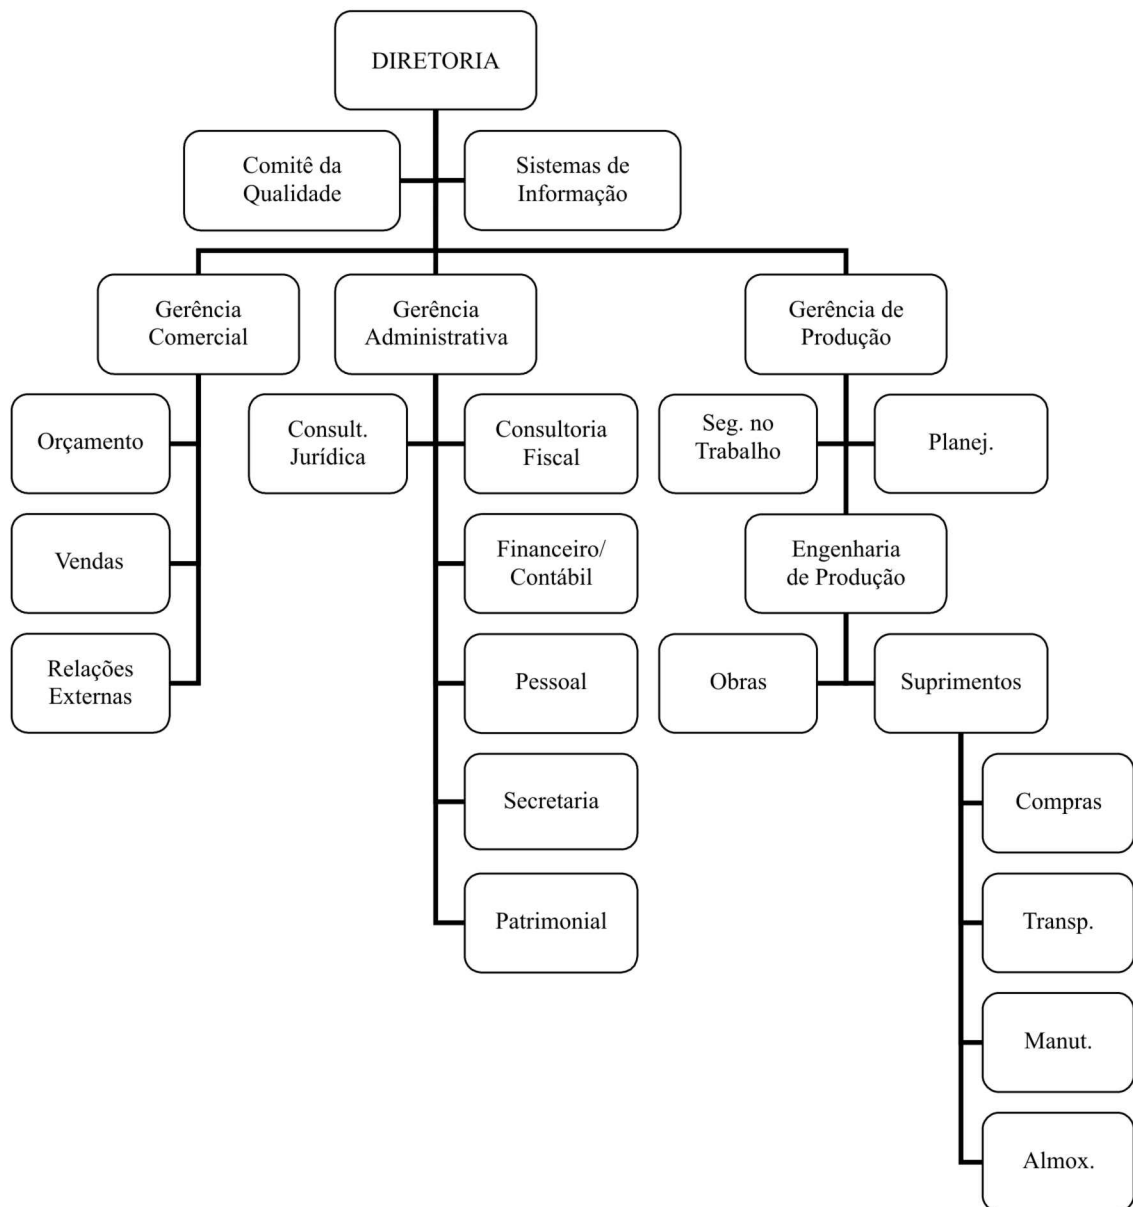 DIRETORIA
Comitê da
Qualidade
Sistemas de
Informação
Gerência
Comercial
Gerência
Administrativa
Gerência de
Produção
Orçamento
Consult.
Jurídica
Consultoria
Fiscal
Seg. no
Trabalho
Planej.
Vendas
Financeiro/
Contábil
Engenharia
de Produção
Relações
Externas
Pessoal
Obras
Suprimentos
Secretaria
Compras
Patrimonial
Transp.
Manut.
Almox.